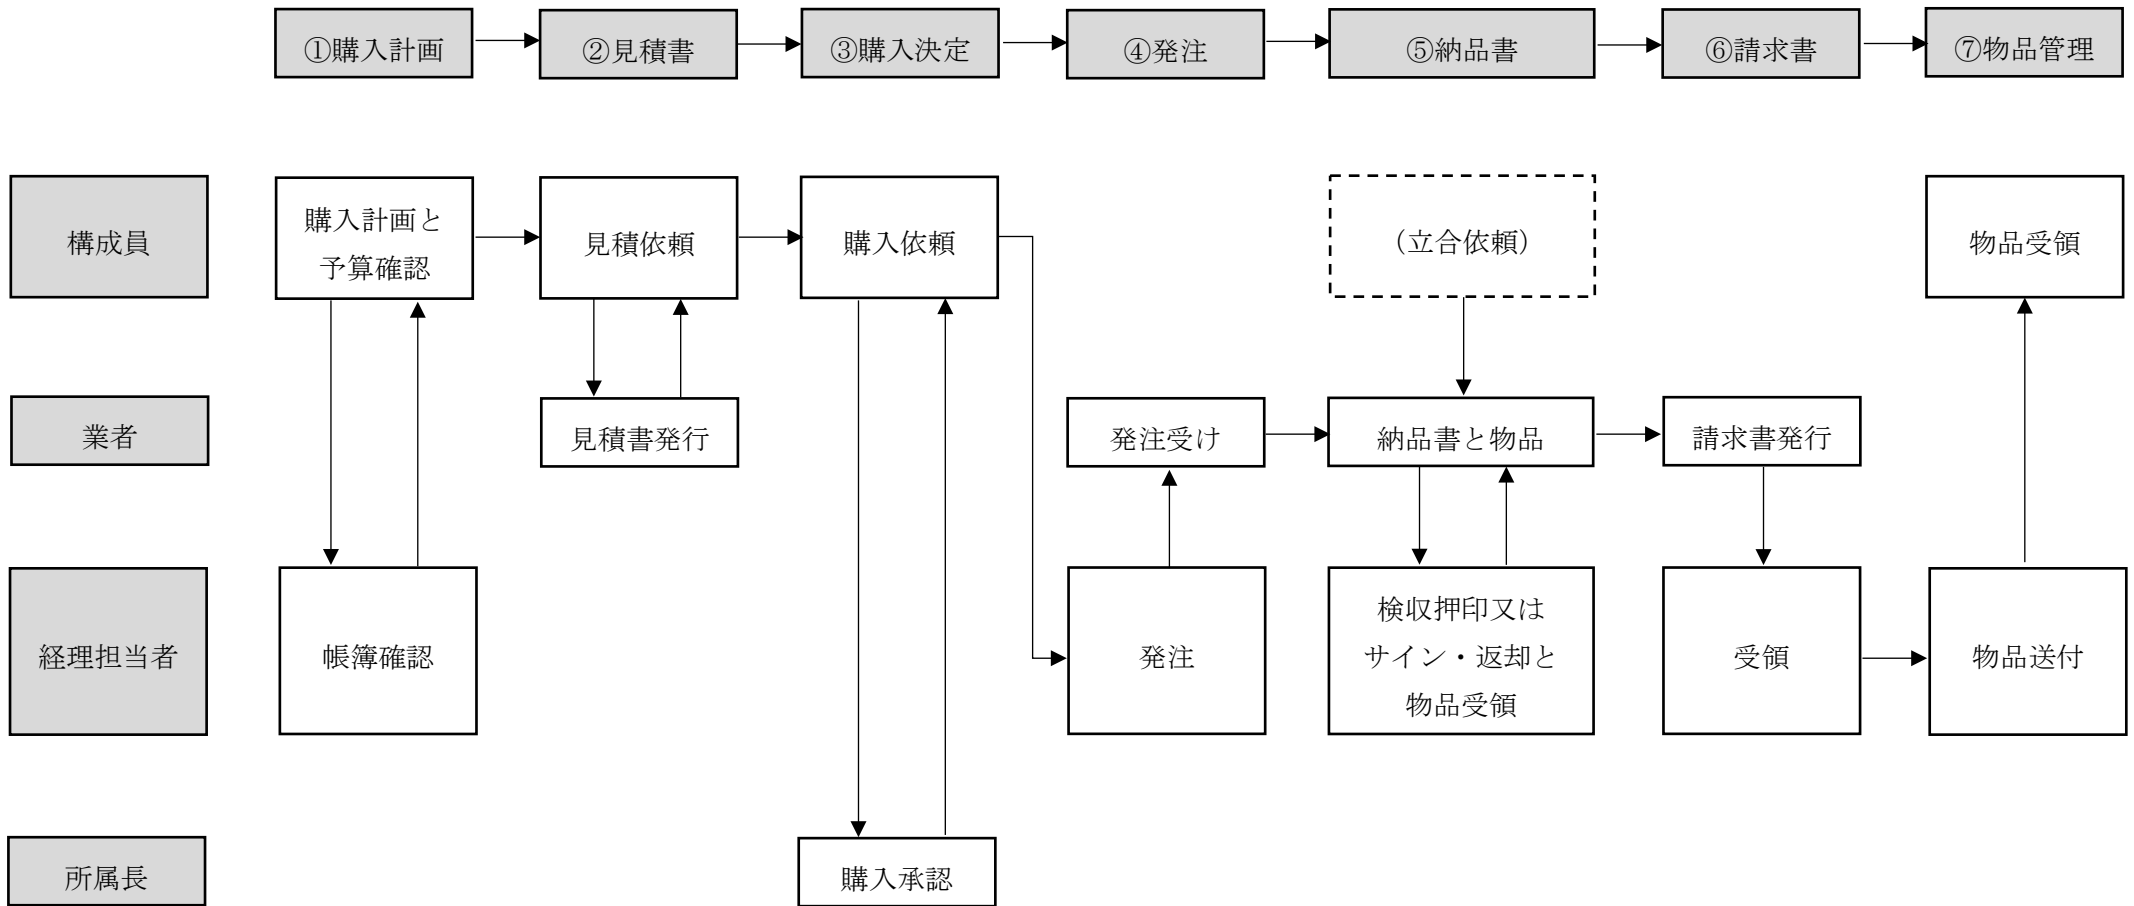 ①購入計画
②見積書
③購入決定
④発注
⑤納品書
⑥請求書
⑦物品管理
構成員
購入計画と
予算確認
見積依頼
購入依頼
（立合依頼）
物品受領
業者
見積書発行
発注受け
納品書と物品
請求書発行
経理担当者
帳簿確認
発注
検収押印又は
サイン・返却と
物品受領
受領
物品送付
所属長
購入承認